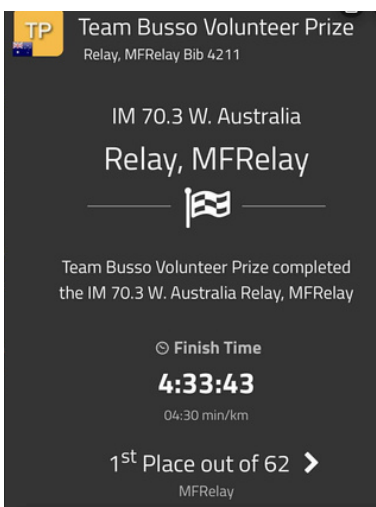 TP
Team Busso Volunteer Prize
Relay, MFRelay Bib 4211
IM 70.3 W. Australia
Relay, MFRelay
Team Busso Volunteer Prize completed
the IM 70.3 W. Australia Relay, MFRelay
Finish Time
4:33:43
04:30 min/km
1st Place out of 62
MFRelay